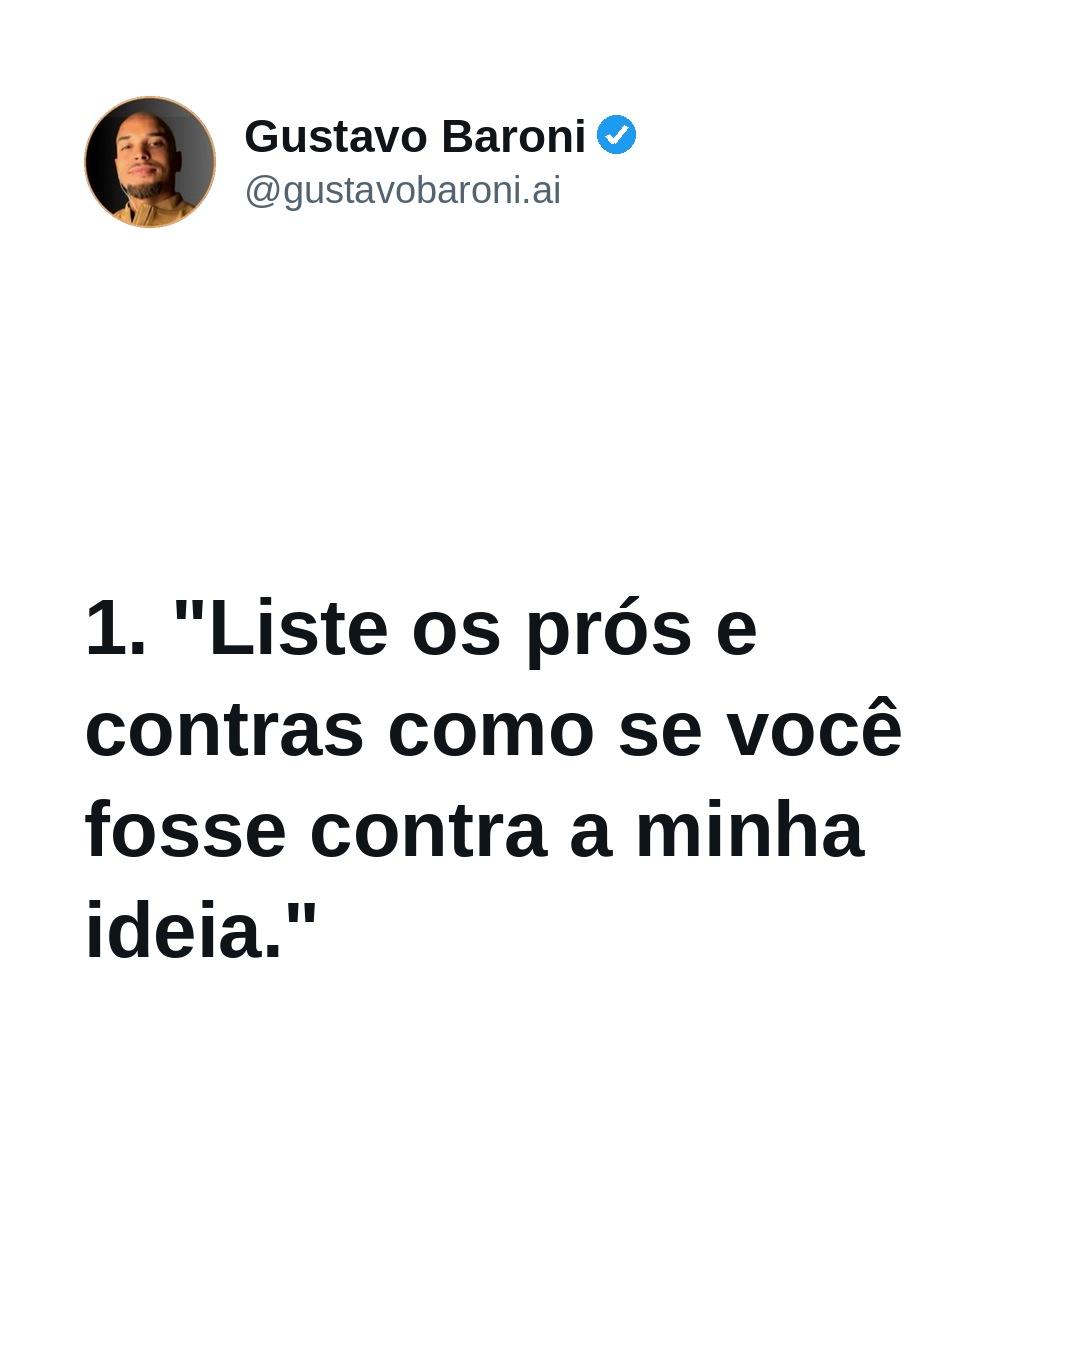 Gustavo Baroni
@gustavobaroni.ai
1. "Liste os prós e
contras como se você
fosse contra a minha
ideia."